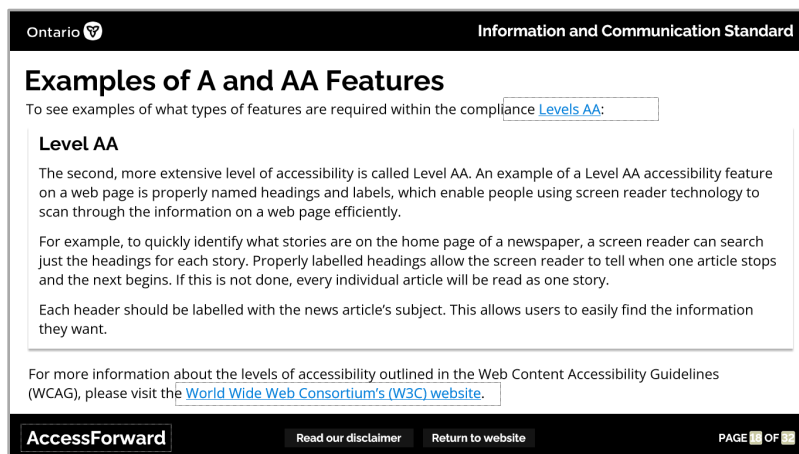 Ontario
Information and Communication Standard
Examples of A and AA Features
To see examples of what types of features are required within the compliance Levels AA:
Level AA
The second, more extensive level of accessibility is called Level AA. An example of a Level AA accessibility feature
on a web page is properly named headings and labels, which enable people using screen reader technology to
scan through the information on a web page efficiently.
For example, to quickly identify what stories are on the home page of a newspaper, a screen reader can search
just the headings for each story. Properly labelled headings allow the screen reader to tell when one article stops
and the next begins. If this is not done, every individual article will be read as one story.
Each header should be labelled with the news article's subject. This allows users to easily find the information
they want.
For more information about the levels of accessibility outlined in the Web Content Accessibility Guidelines
(WCAG), please visit the World Wide Web Consortium's (W3C) website.
AccessForward
Read our disclaimer
Return to website
PAGE 18 OF 32